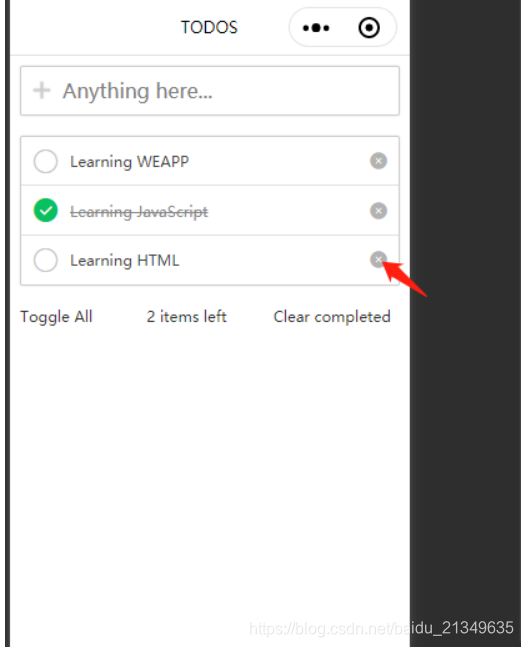 TODOS
Anything here...
Learning WEAPP
Learning JavaScript
Learning HTML
Toggle All 2 items left Clear completed
https://blog.csdn.net/baidu_21349635